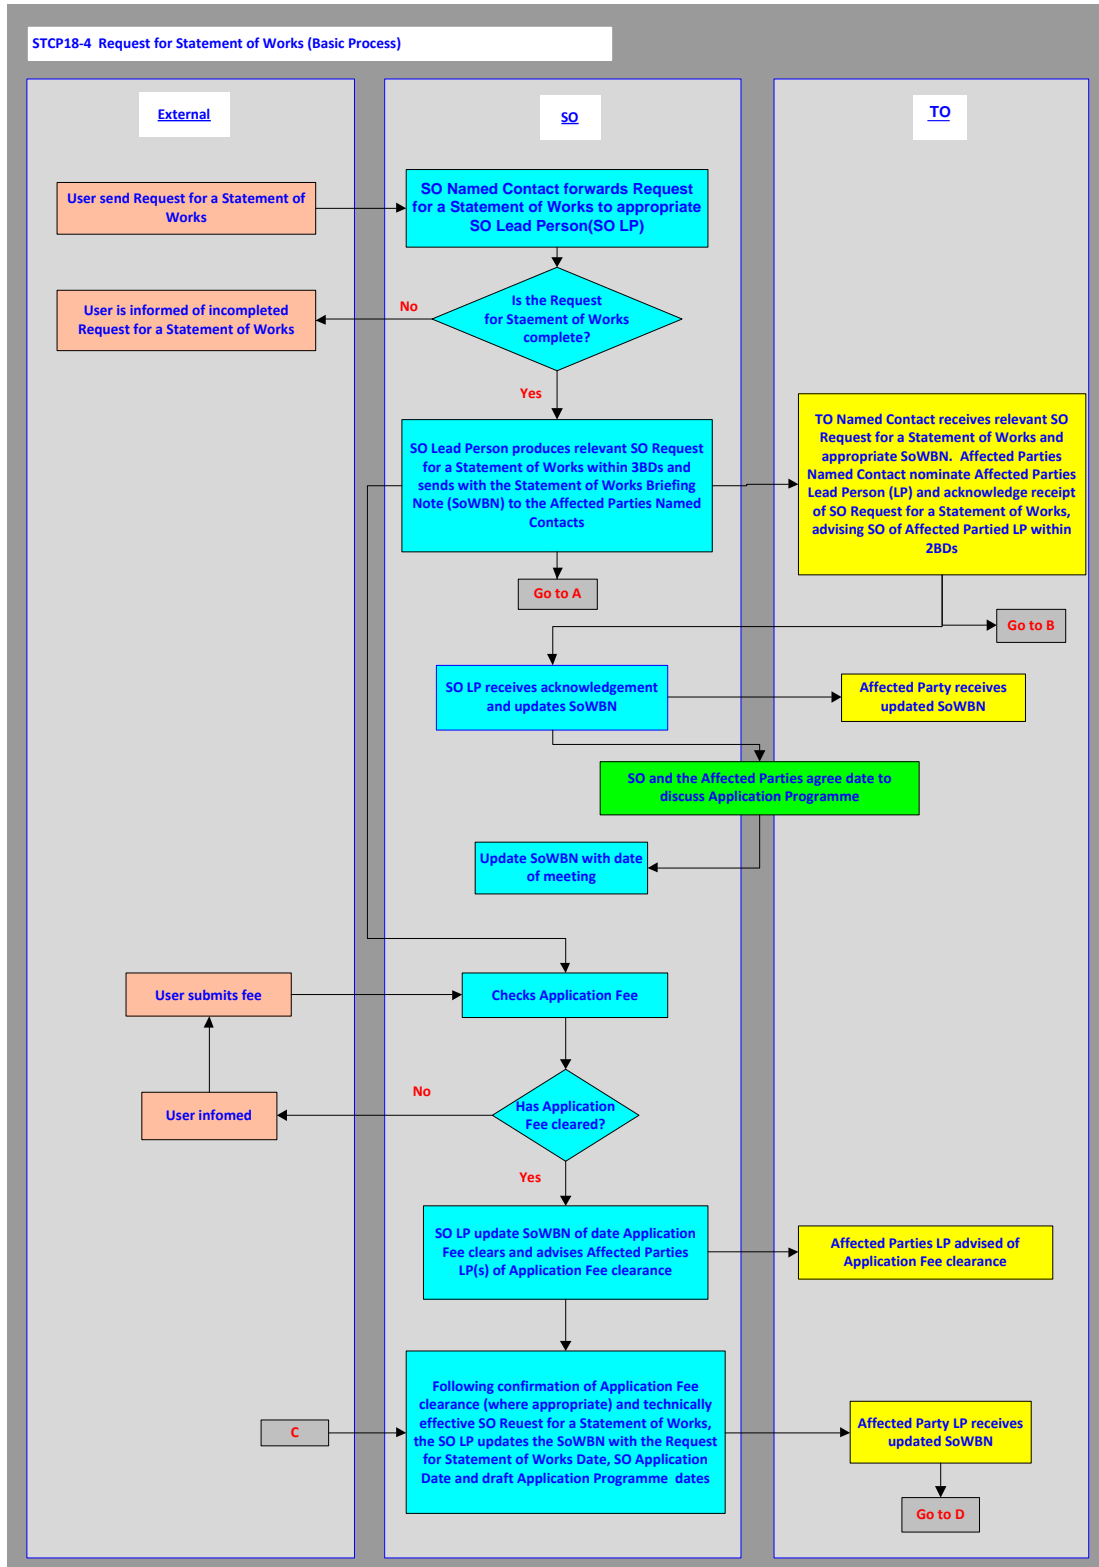 STCP18-4 Request for Statement of Works (Basic Process)
External
SO
TO
User send Request for a Statement of
Works
SO Named Contact forwards Request
for a Statement of Works to appropriate
SO Lead Person(SO LP)
User is informed of incompleted
Request for a Statement of Works
No
Is the Request
for Staement of Works
complete?
Yes
SO Lead Person produces relevant SO Request
for a Statement of Works within 3BDs and
sends with the Statement of Works Briefing
Note (SoWBN) to the Affected Parties Named
Contacts
TO Named Contact receives relevant SO
Request for a Statement of Works and
appropriate SoWBN. Affected Parties
Named Contact nominate Affected Parties
Lead Person (LP) and acknowledge receipt
of SO Request for a Statement of Works,
advising SO of Affected Partied LP within
2BDs
Go to A
Go to B
SO LP receives acknowledgement
and updates SoWBN
Affected Party receives
updated SoWBN
SO and the Affected Parties agree date to
discuss Application Programme
Update SoWBN with date
of meeting
User submits fee
Checks Application Fee
User infomed
No
Has Application
Fee cleared?
Yes
SO LP update SoWBN of date Application
Fee clears and advises Affected Parties
LP(s) of Application Fee clearance
Affected Parties LP advised of
Application Fee clearance
C
Following confirmation of Application Fee
clearance (where appropriate) and technically
effective SO Reuest for a Statement of Works,
the SO LP updates the SoWBN with the Request
for Statement of Works Date, SO Application
Date and draft Application Programme dates
Affected Party LP receives
updated SoWBN
Go to D